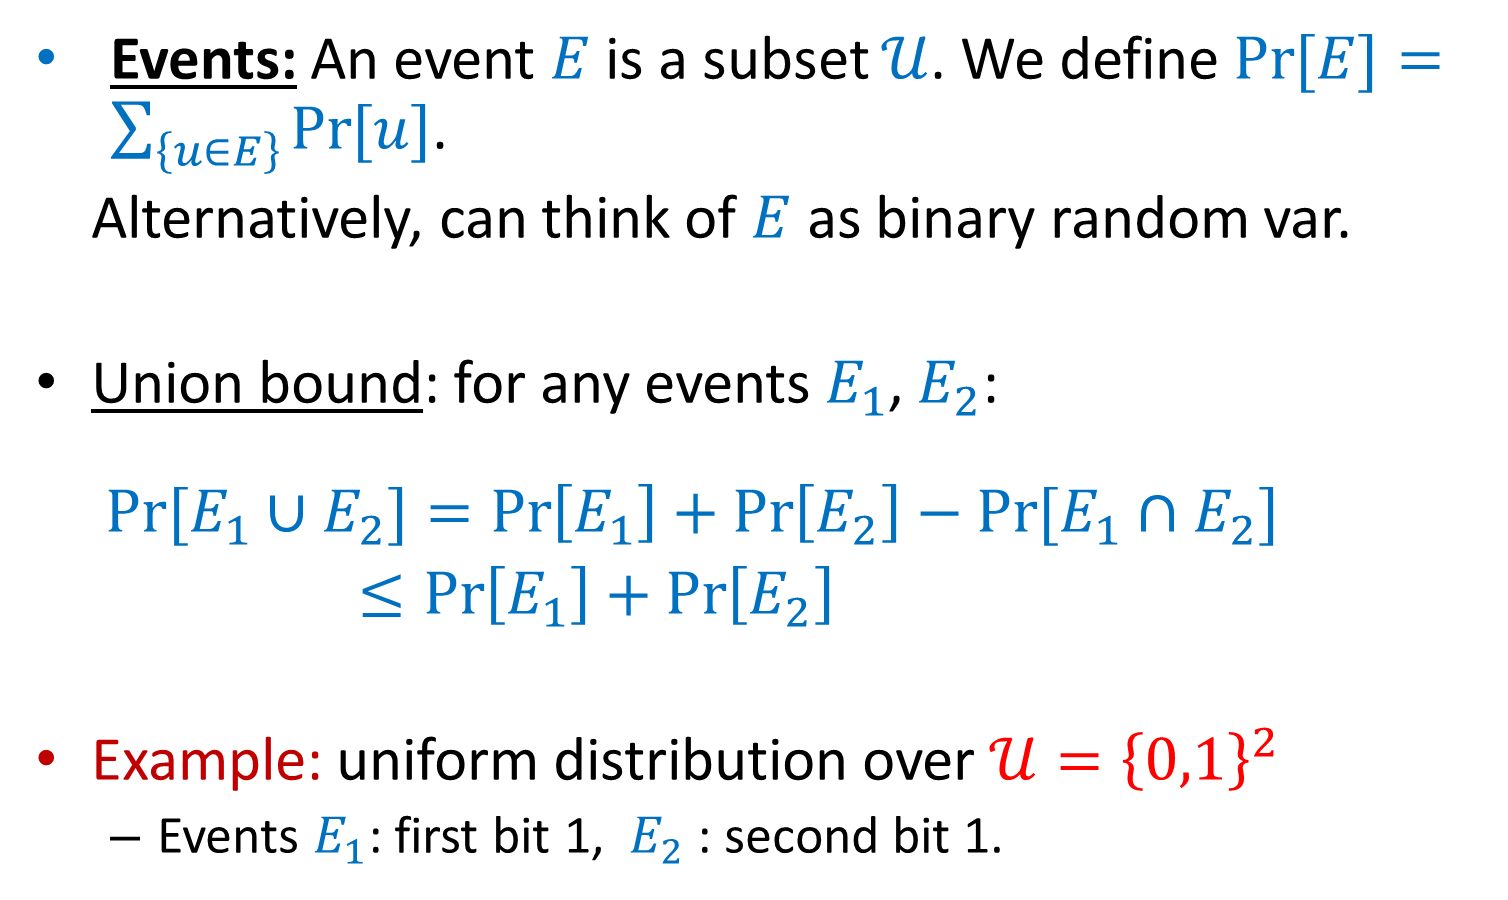 • Events: An event E is a subset 𝒰. We define Pr[E] =
∑_{u∈E} Pr[u].
Alternatively, can think of E as binary random var.
• Union bound: for any events E₁, E₂:
Pr[E₁ ∪ E₂] = Pr[E₁] + Pr[E₂] − Pr[E₁ ∩ E₂]
≤ Pr[E₁] + Pr[E₂]
• Example: uniform distribution over 𝒰 = {0,1}²
– Events E₁: first bit 1, E₂ : second bit 1.